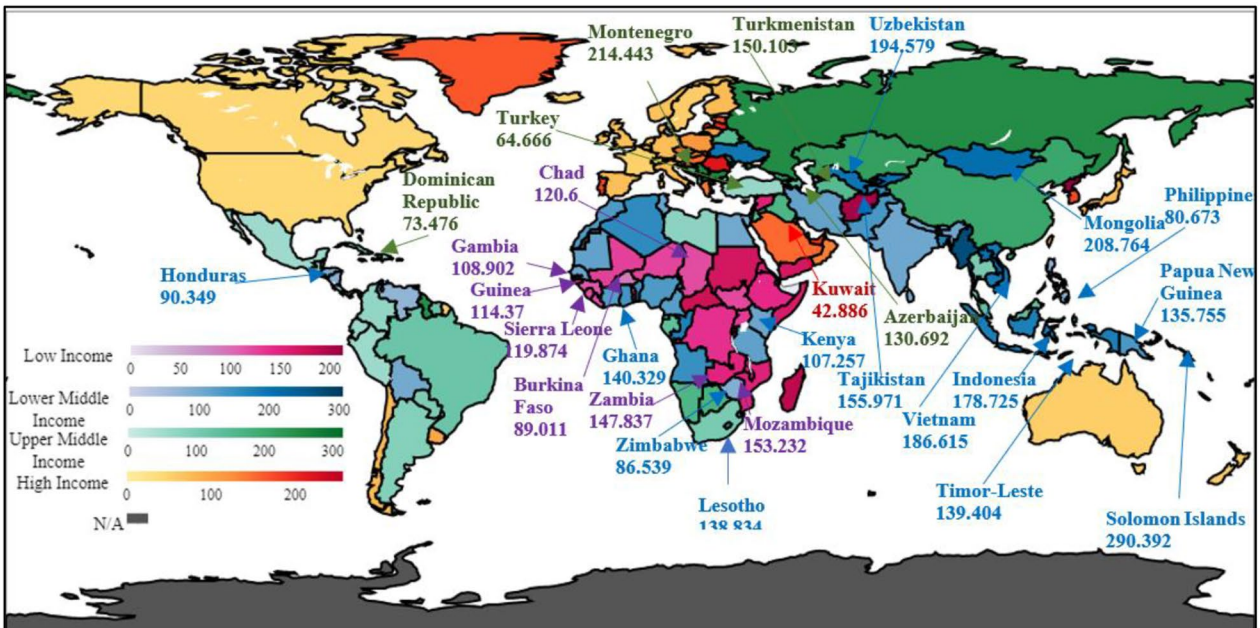 Montenegro
214.443
Turkmenistan
150.103
Uzbekistan
194.579
Turkey
64.666
Chad
120.6
Dominican
Republic
73.476
Gambia
108.902
Honduras
90.349
Guinea
114.37
Sierra Leone
119.874
Burkina
Faso
89.011
Ghana
140.329
Zambia
147.837
Zimbabwe
86.539
Mozambique
153.232
Lesotho
138.834
Kuwait
42.886
Kenya
107.257
Azerbaijan
130.692
Tajikistan
155.971
Vietnam
186.615
Indonesia
178.725
Mongolia
208.764
Philippine
80.673
Papua New
Guinea
135.755
Timor-Leste
139.404
Solomon Islands
290.392
Low Income
0 50 100 150 200
Lower Middle
Income
0 100 200 300
Upper Middle
Income
0 100 200 300
High Income
0 100 200
N/A